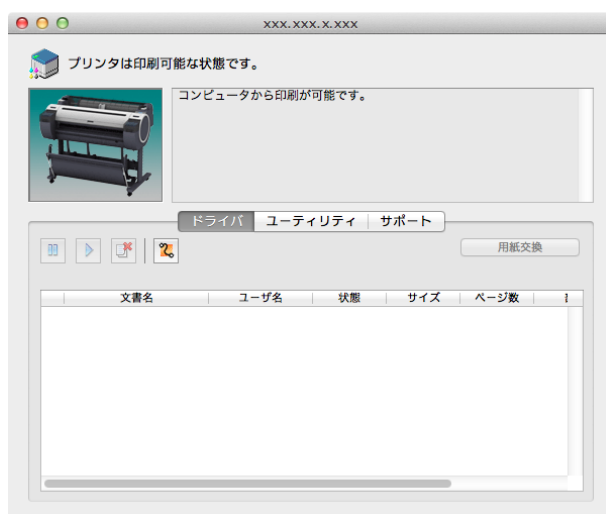 xxx.xxx.x.xxx
プリンタは印刷可能な状態です。
コンピュータから印刷が可能です。
ドライバ ユーティリティ サポート
用紙交換
文書名 ユーザ名 状態 サイズ ページ数